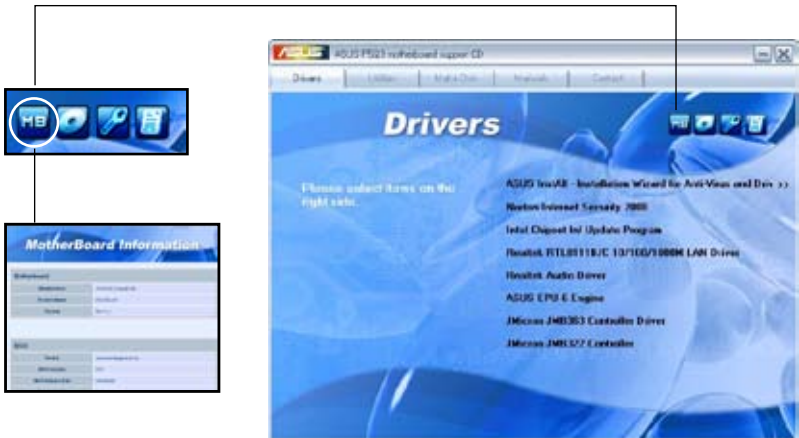 ASUS P5Q3 motherboard support CD
Drivers Utilities Make Disk Manuals Contact
MB
Drivers
Please select items on the
right side.
ASUS InstAll - Installation Wizard for Anti-Virus and Driv >>
Norton Internet Security 2008
Intel Chipset Inf Update Program
Realtek RTL8111B/C 10/100/1000M LAN Driver
Realtek Audio Driver
ASUS EPU 6 Engine
JMicron JMB363 Controller Driver
JMicron JMB322 Controller
MotherBoard Information
Motherboard
BIOS